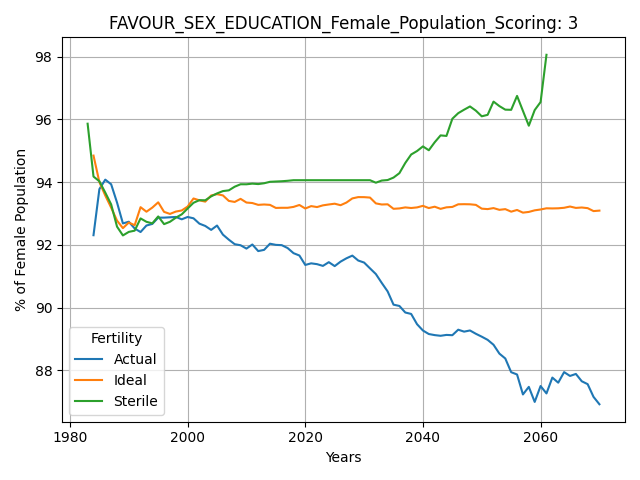 FAVOUR_SEX_EDUCATION_Female_Population_Scoring: 3
% of Female Population
98
96
94
92
90
88
Fertility
Actual
Ideal
Sterile
1980
2000
2020
2040
2060
Years